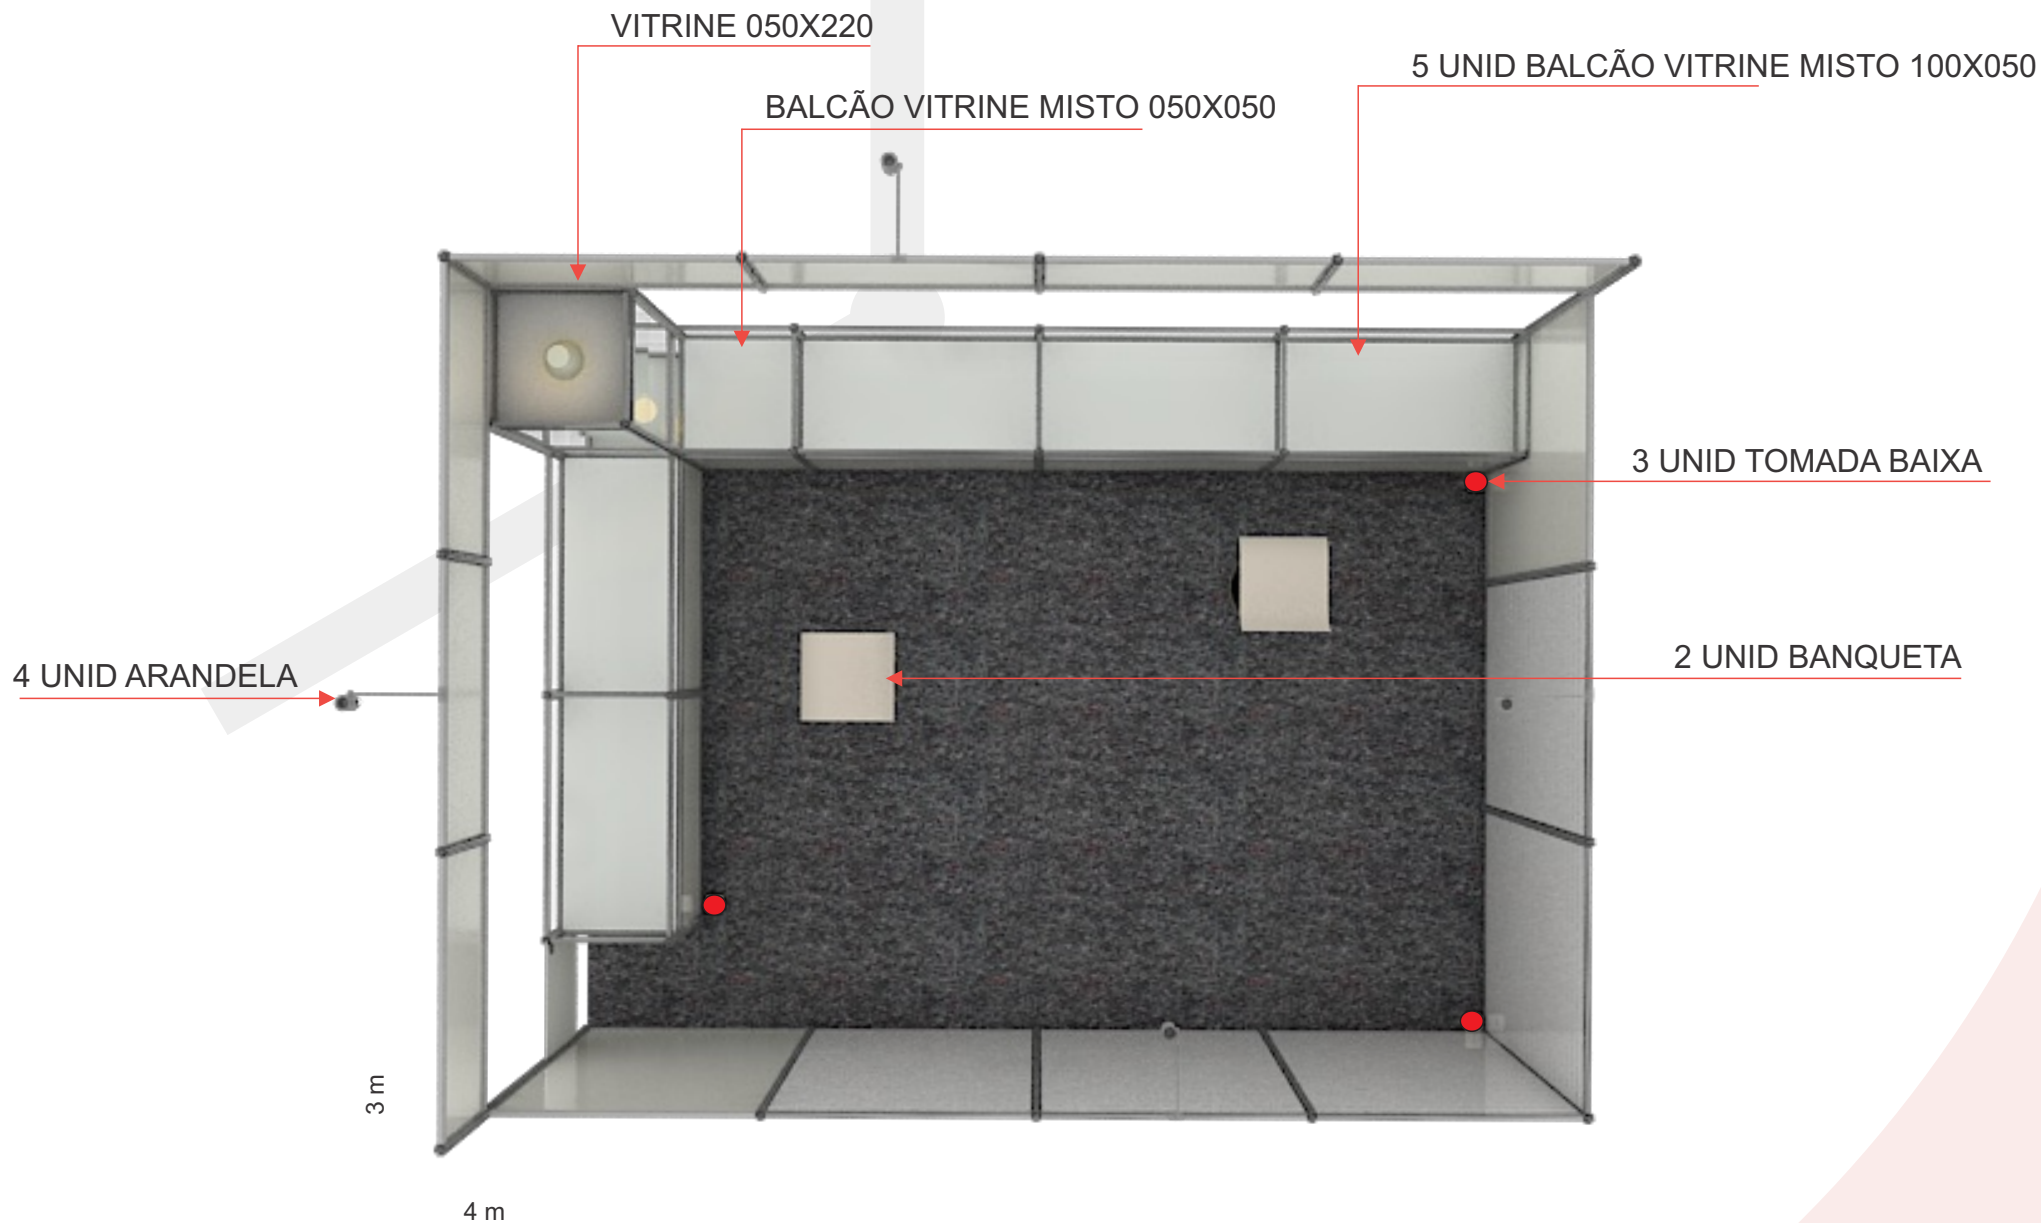 VITRINE 050X220
5 UNID BALCÃO VITRINE MISTO 100X050
BALCÃO VITRINE MISTO 050X050
3 UNID TOMADA BAIXA
2 UNID BANQUETA
4 UNID ARANDELA
3 m
4 m